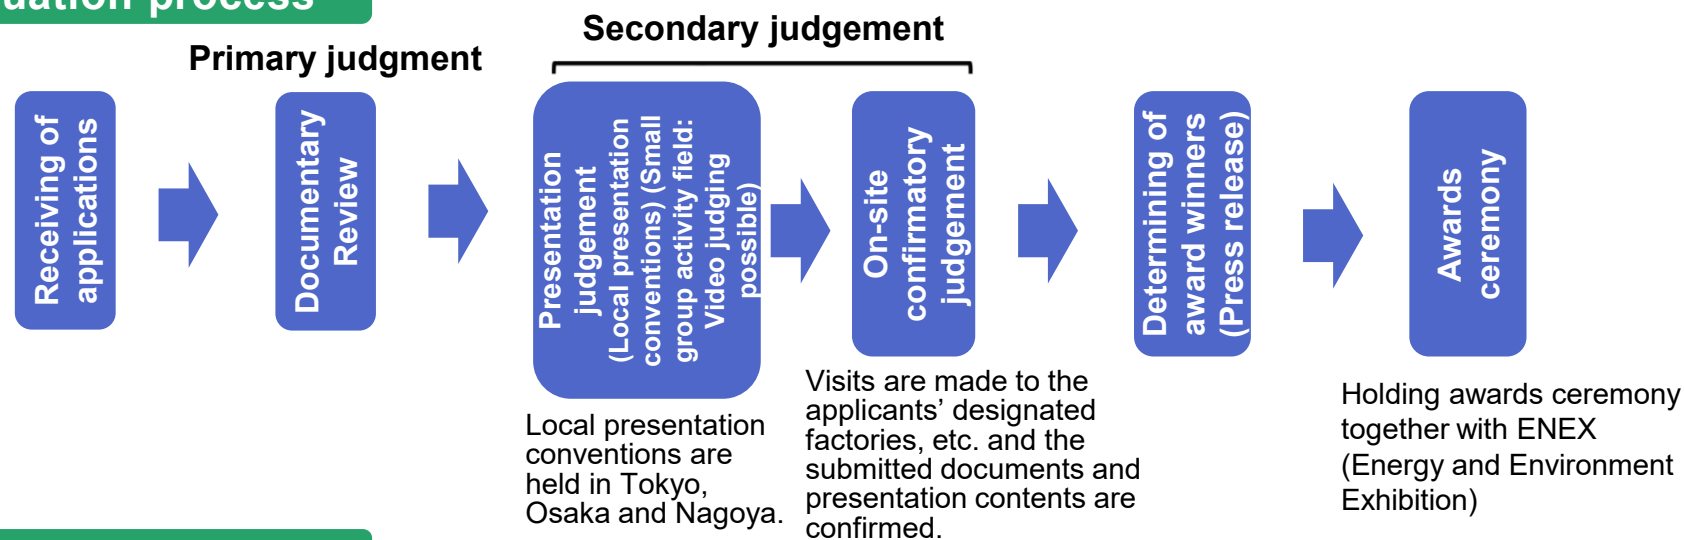 uation process
Primary judgment
Secondary judgement
Receiving of
applications
Documentary
Review
Presentation
judgement
(Local presentation
conventions) (Small
group activity field:
Video judging
possible)
On-site
confirmatory
judgement
Determining of
award winners
(Press release)
Awards
ceremony
Local presentation
conventions are
held in Tokyo,
Osaka and Nagoya.
Visits are made to the
applicants’ designated
factories, etc. and the
submitted documents and
presentation contents are
confirmed.
Holding awards ceremony
together with ENEX
(Energy and Environment
Exhibition)